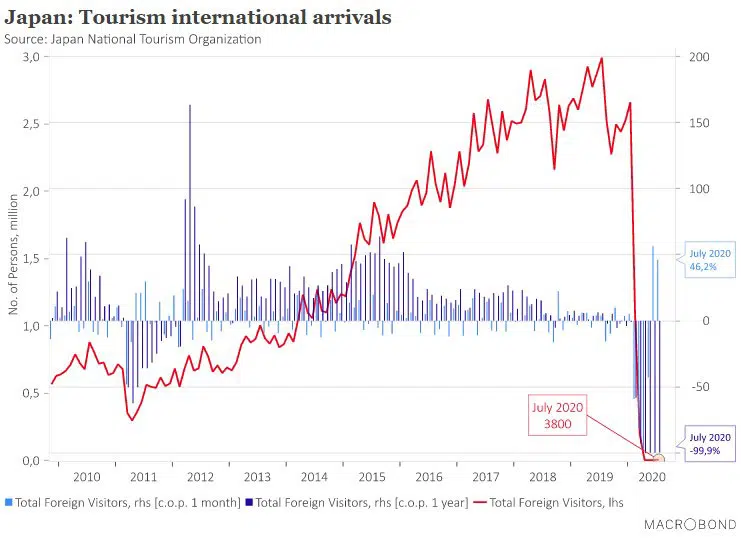 Japan: Tourism international arrivals
Source: Japan National Tourism Organization
3,0
2,5
2,0
1,5
1,0
0,5
0,0
No. of Persons, million
200
150
100
50
0
-50
-100
July 2020
46,2%
July 2020
3800
July 2020
-99,9%
2010 2011 2012 2013 2014 2015 2016 2017 2018 2019 2020
Total Foreign Visitors, rhs [c.o.p. 1 month] Total Foreign Visitors, rhs [c.o.p. 1 year] Total Foreign Visitors, lhs
MACROBOND